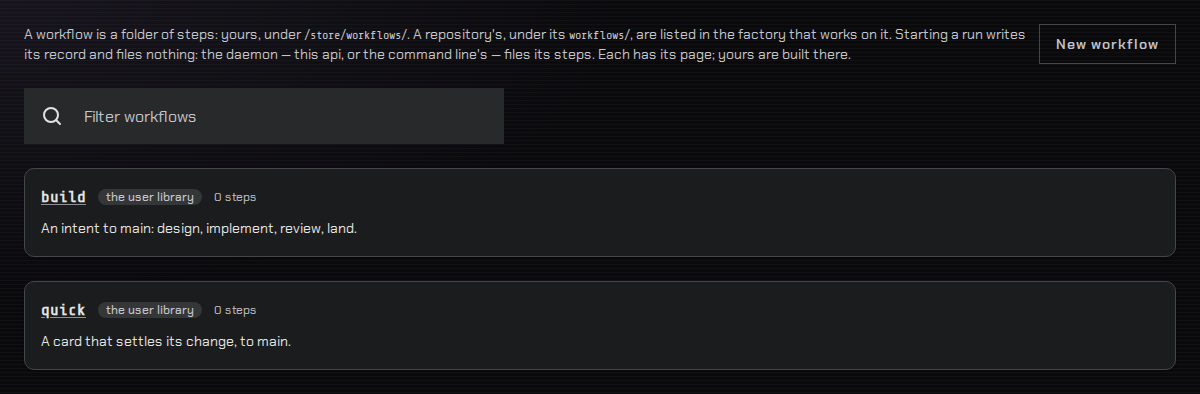 A workflow is a folder of steps: yours, under /store/workflows/. A repository's, under its workflows/, are listed in the factory that works on it. Starting a run writes
its record and files nothing: the daemon — this api, or the command line's — files its steps. Each has its page; yours are built there.
New workflow
Filter workflows
build the user library 0 steps
An intent to main: design, implement, review, land.
quick the user library 0 steps
A card that settles its change, to main.